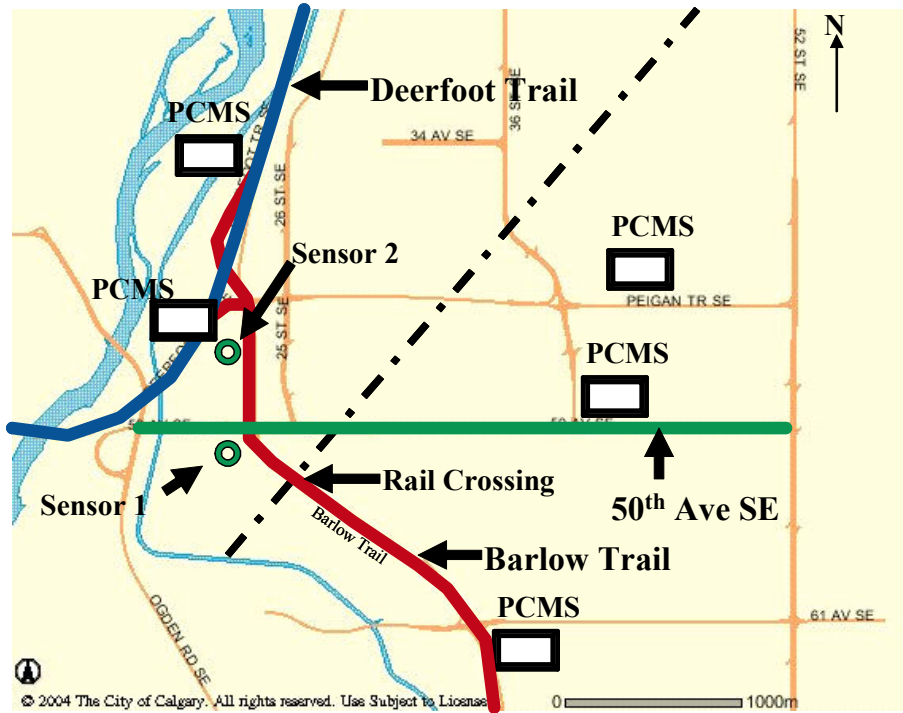 N
52 ST SE
Deerfoot Trail
36 ST SE
PCMS
34 AV SE
26 ST SE
PCMS
Sensor 2
PCMS
PEIGAN TR SE
25 ST SE
PCMS
Sensor 1
Rail Crossing
50th Ave SE
Barlow Trail
Barlow Trail
PCMS
OGDEN RD SE
61 AV SE
© 2004 The City of Calgary. All rights reserved. Use Subject to License
0 1000m